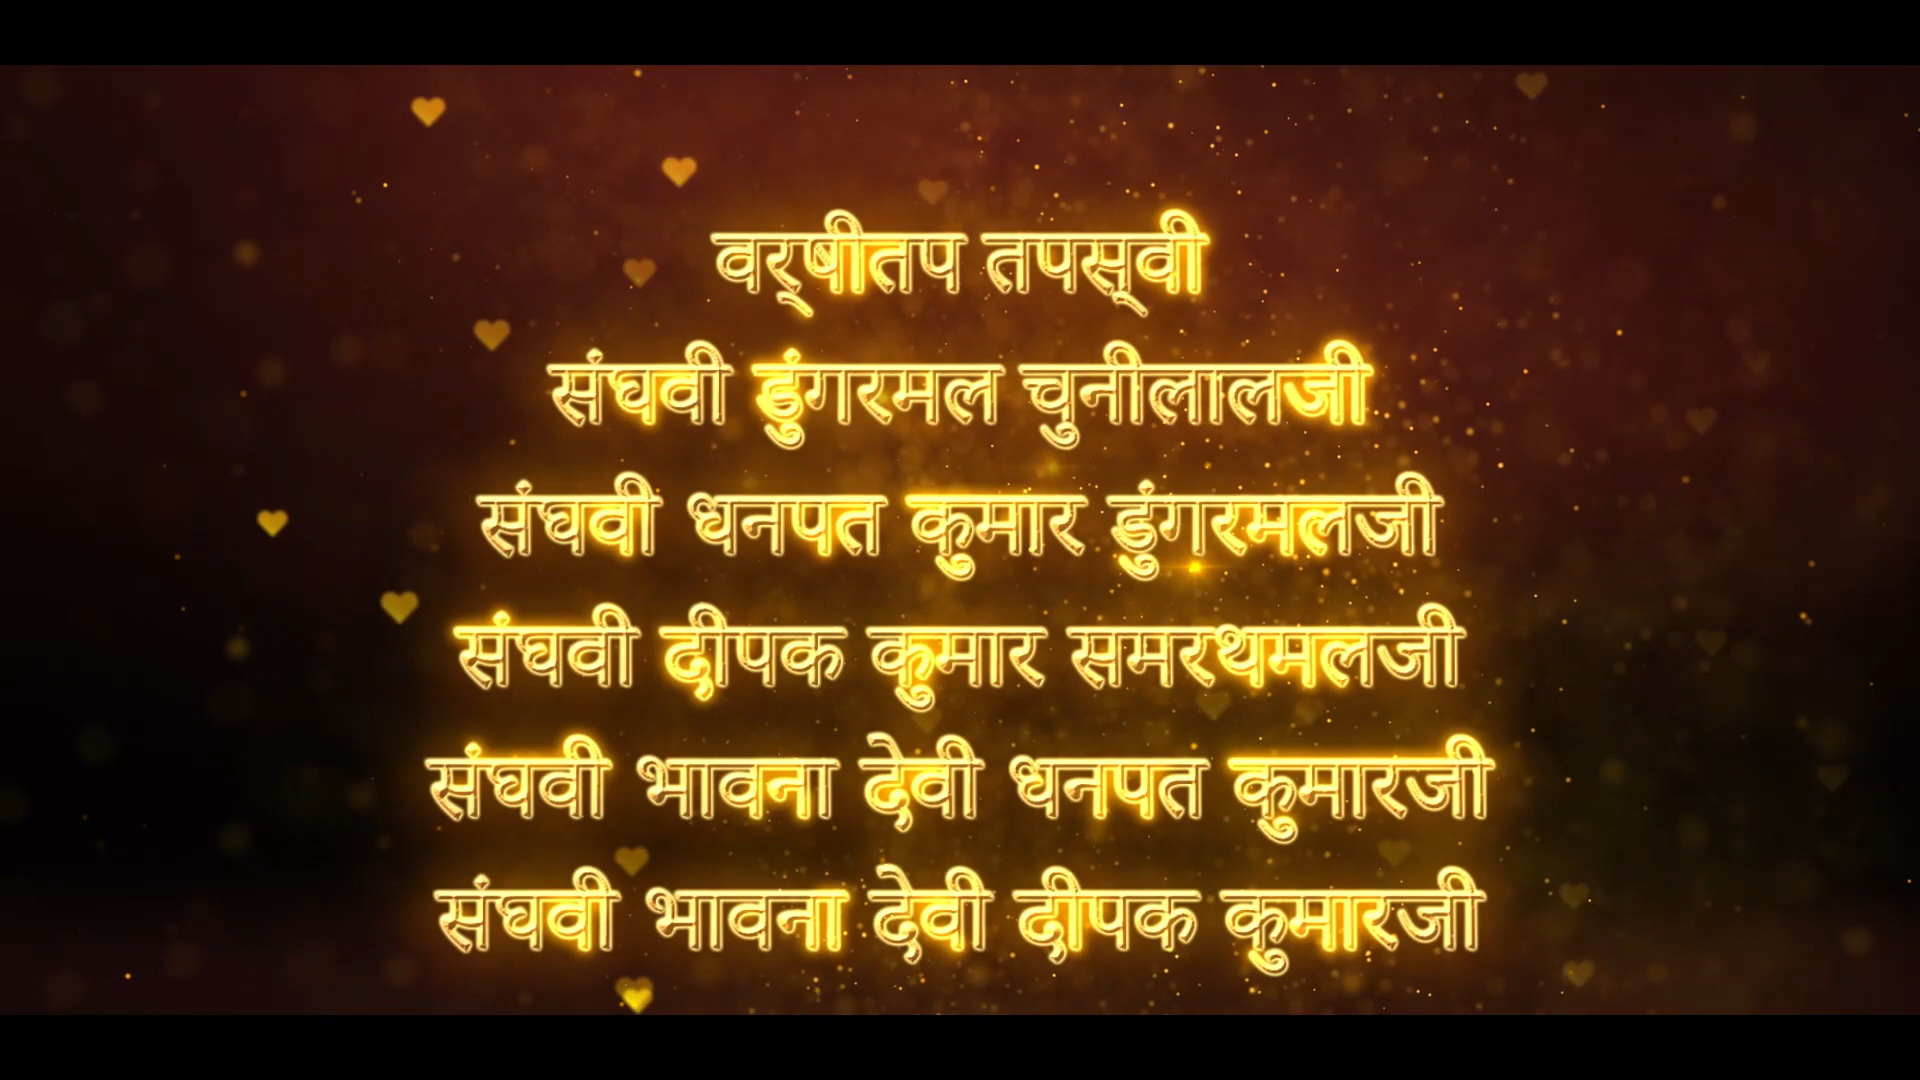 वर्षीतप तपस्वी
संघवी डुंगरमल चुनीलालजी
संघवी धनपत कुमार डुंगरमलजी
संघवी दीपक कुमार समरथमलजी
संघवी भावना देवी धनपत कुमारजी
संघवी भावना देवी दीपक कुमारजी